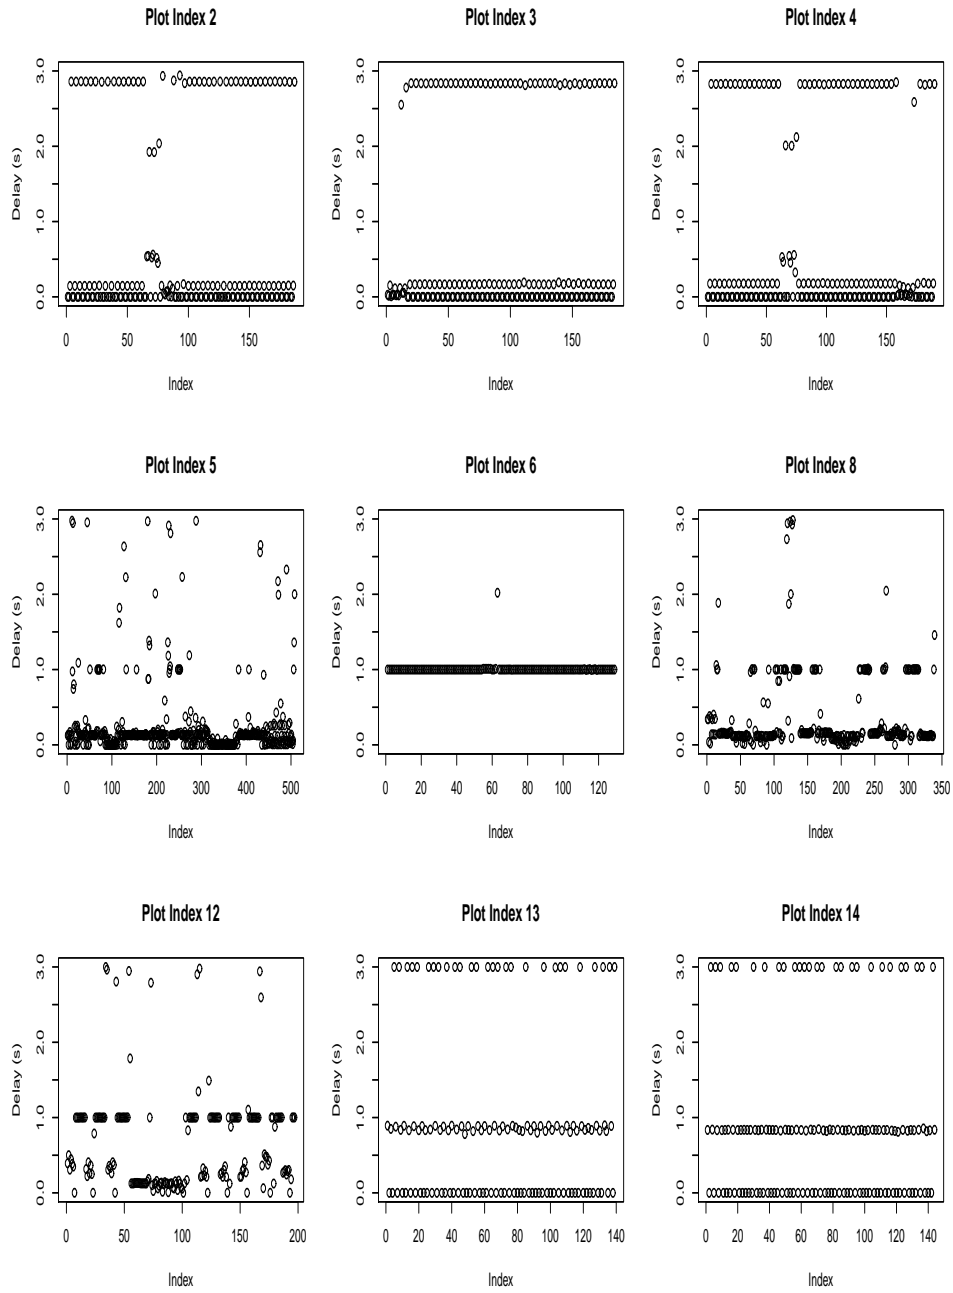 Plot Index 2 Plot Index 3 Plot Index 4
Delay (s) Delay (s) Delay (s)
3.0 3.0 3.0
2.0 2.0 2.0
1.0 1.0 1.0
0.0 0.0 0.0
0 50 100 150 0 50 100 150 0 50 100 150
Index Index Index
Plot Index 5 Plot Index 6 Plot Index 8
Delay (s) Delay (s) Delay (s)
3.0 3.0 3.0
2.0 2.0 2.0
1.0 1.0 1.0
0.0 0.0 0.0
0 100 200 300 400 500 0 20 40 60 80 100 120 0 50 100 150 200 250 300 350
Index Index Index
Plot Index 12 Plot Index 13 Plot Index 14
Delay (s) Delay (s) Delay (s)
3.0 3.0 3.0
2.0 2.0 2.0
1.0 1.0 1.0
0.0 0.0 0.0
0 50 100 150 200 0 20 40 60 80 100 120 140 0 20 40 60 80 100 120 140
Index Index Index